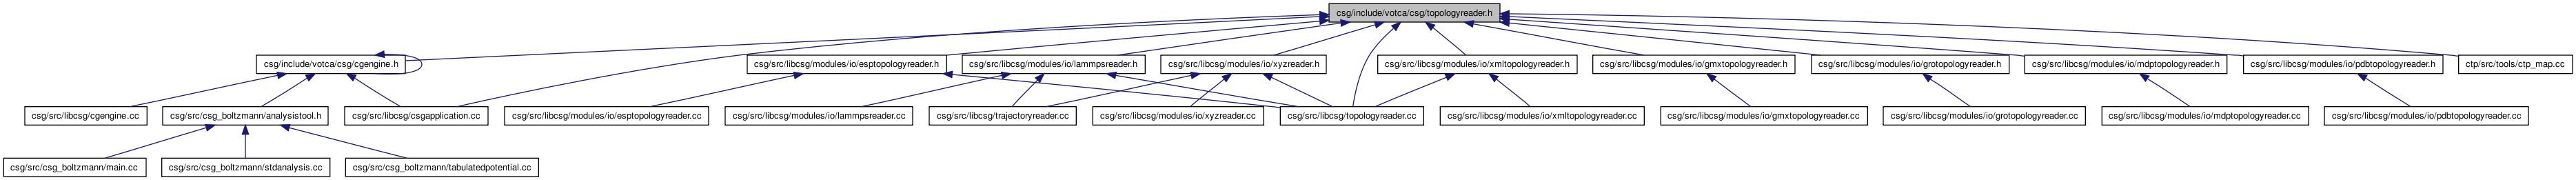 csg/include/votca/csg/topologyreader.h
csg/include/votca/csg/cgengine.h
csg/src/libcsg/modules/io/esptopologyreader.h
csg/src/libcsg/modules/io/lammpsreader.h
csg/src/libcsg/modules/io/xyzreader.h
csg/src/libcsg/modules/io/xmltopologyreader.h
csg/src/libcsg/modules/io/gmxtopologyreader.h
csg/src/libcsg/modules/io/grotopologyreader.h
csg/src/libcsg/modules/io/mdptopologyreader.h
csg/src/libcsg/modules/io/pdbtopologyreader.h
ctp/src/tools/ctp_map.cc
csg/src/libcsg/cgengine.cc
csg/src/csg_boltzmann/analysistool.h
csg/src/libcsg/csgapplication.cc
csg/src/libcsg/modules/io/esptopologyreader.cc
csg/src/libcsg/modules/io/lammpsreader.cc
csg/src/libcsg/trajectoryreader.cc
csg/src/libcsg/modules/io/xyzreader.cc
csg/src/libcsg/topologyreader.cc
csg/src/libcsg/modules/io/xmltopologyreader.cc
csg/src/libcsg/modules/io/gmxtopologyreader.cc
csg/src/libcsg/modules/io/grotopologyreader.cc
csg/src/libcsg/modules/io/mdptopologyreader.cc
csg/src/libcsg/modules/io/pdbtopologyreader.cc
csg/src/csg_boltzmann/main.cc
csg/src/csg_boltzmann/stdanalysis.cc
csg/src/csg_boltzmann/tabulatedpotential.cc